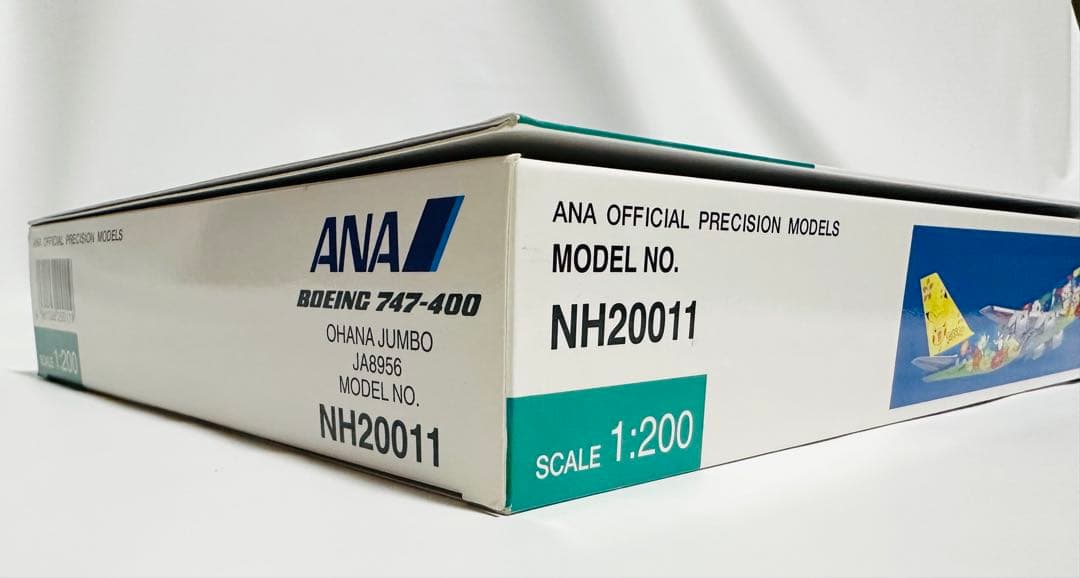 ANA OFFICIAL PRECISION MODELS
SCALE 1:200
ANA
BOEING 747-400
OHANA JUMBO
JA8956
MODEL NO.
NH20011
ANA OFFICIAL PRECISION MODELS
MODEL NO.
NH20011
SCALE 1:200